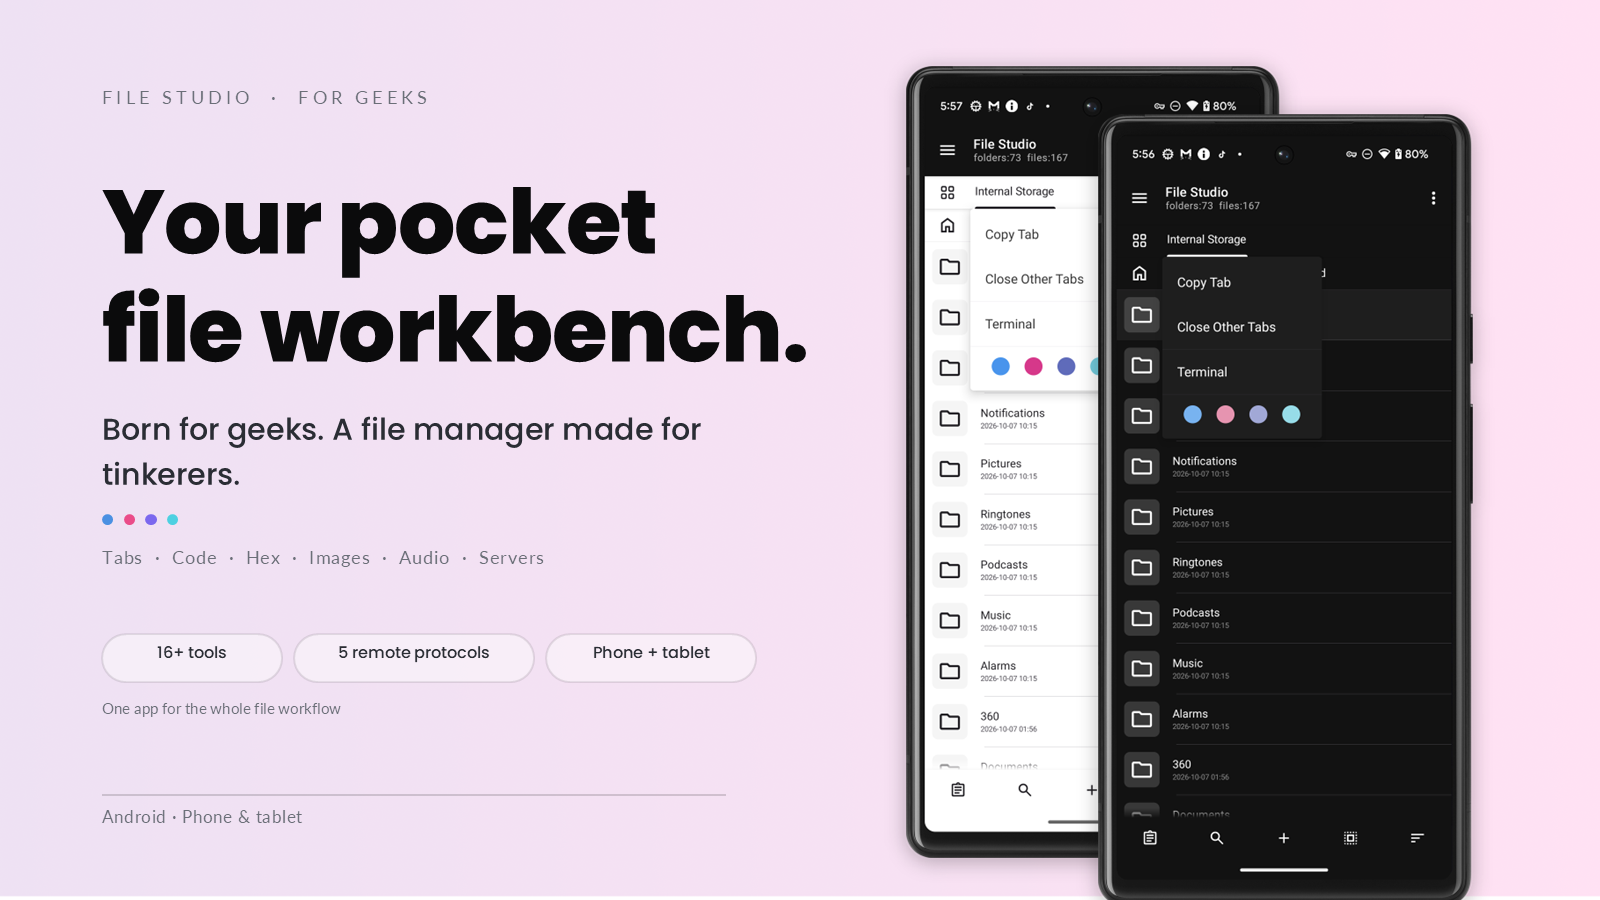 FILE STUDIO · FOR GEEKS
Your pocket
file workbench.
Born for geeks. A file manager made for
tinkerers.
Tabs · Code · Hex · Images · Audio · Servers
16+ tools
5 remote protocols
Phone + tablet
One app for the whole file workflow
Android · Phone & tablet
5:57
80%
File Studio
folders:73 files:167
Internal Storage
Copy Tab
Close Other Tabs
Terminal
Notifications
2026-10-07 10:15
Pictures
2026-10-07 10:15
Ringtones
2026-10-07 10:15
Podcasts
2026-10-07 10:15
Music
2026-10-07 10:15
Alarms
2026-10-07 10:15
360
2026-10-07 01:56
Documents
5:56
80%
File Studio
folders:73 files:167
Internal Storage
d
Copy Tab
Close Other Tabs
Terminal
Notifications
2026-10-07 10:15
Pictures
2026-10-07 10:15
Ringtones
2026-10-07 10:15
Podcasts
2026-10-07 10:15
Music
2026-10-07 10:15
Alarms
2026-10-07 10:15
360
2026-10-07 01:56
Documents